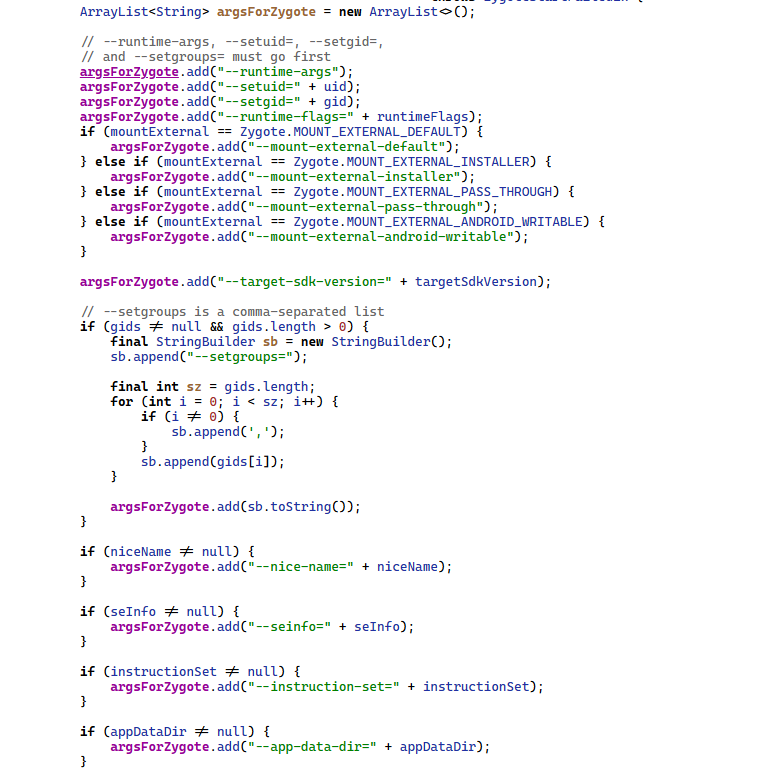 ArrayList<String> argsForZygote = new ArrayList<>();
// --runtime-args, --setuid=, --setgid=,
// and --setgroups= must go first
argsForZygote.add("--runtime-args");
argsForZygote.add("--setuid=" + uid);
argsForZygote.add("--setgid=" + gid);
argsForZygote.add("--runtime-flags=" + runtimeFlags);
if (mountExternal == Zygote.MOUNT_EXTERNAL_DEFAULT) {
argsForZygote.add("--mount-external-default");
} else if (mountExternal == Zygote.MOUNT_EXTERNAL_INSTALLER) {
argsForZygote.add("--mount-external-installer");
} else if (mountExternal == Zygote.MOUNT_EXTERNAL_PASS_THROUGH) {
argsForZygote.add("--mount-external-pass-through");
} else if (mountExternal == Zygote.MOUNT_EXTERNAL_ANDROID_WRITABLE) {
argsForZygote.add("--mount-external-android-writable");
}
argsForZygote.add("--target-sdk-version=" + targetSdkVersion);
// --setgroups is a comma-separated list
if (gids ≠ null && gids.length > 0) {
final StringBuilder sb = new StringBuilder();
sb.append("--setgroups=");
final int sz = gids.length;
for (int i = 0; i < sz; i++) {
if (i ≠ 0) {
sb.append(',');
}
sb.append(gids[i]);
}
argsForZygote.add(sb.toString());
}
if (niceName ≠ null) {
argsForZygote.add("--nice-name=" + niceName);
}
if (seInfo ≠ null) {
argsForZygote.add("--seinfo=" + seInfo);
}
if (instructionSet ≠ null) {
argsForZygote.add("--instruction-set=" + instructionSet);
}
if (appDataDir ≠ null) {
argsForZygote.add("--app-data-dir=" + appDataDir);
}